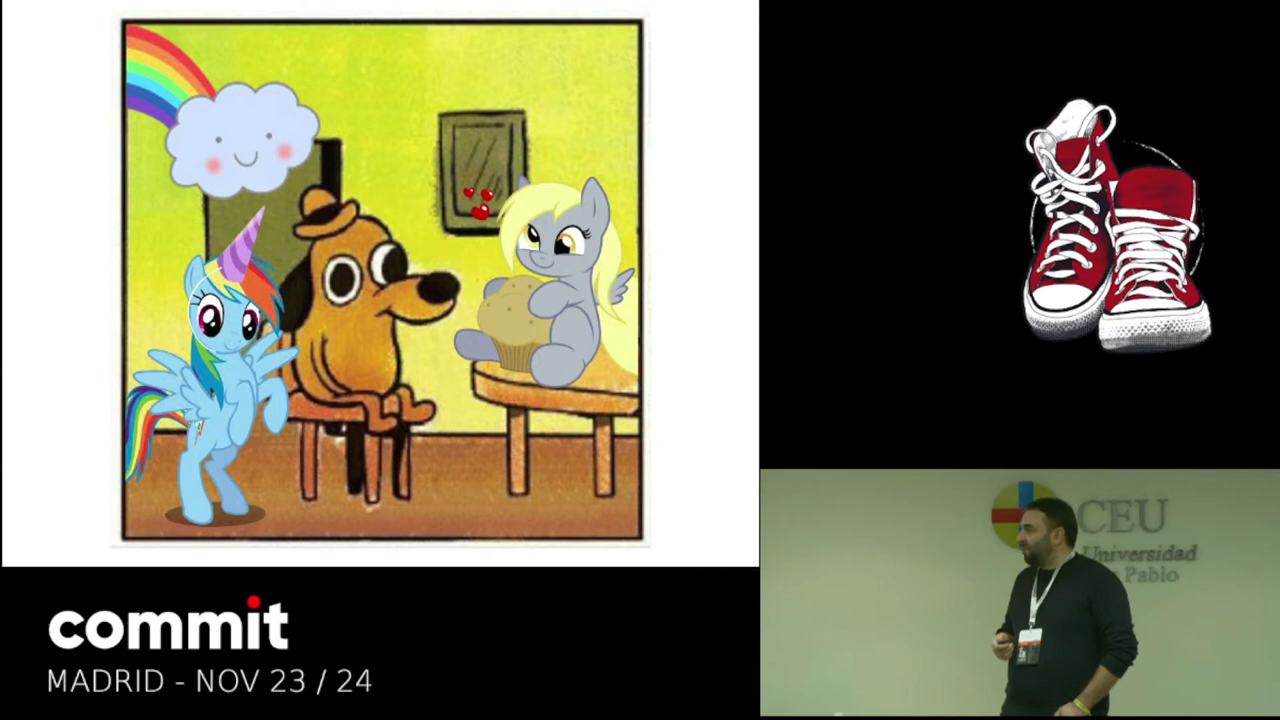 commit
MADRID - NOV 23 / 24
CEU
Universidad
Pablo